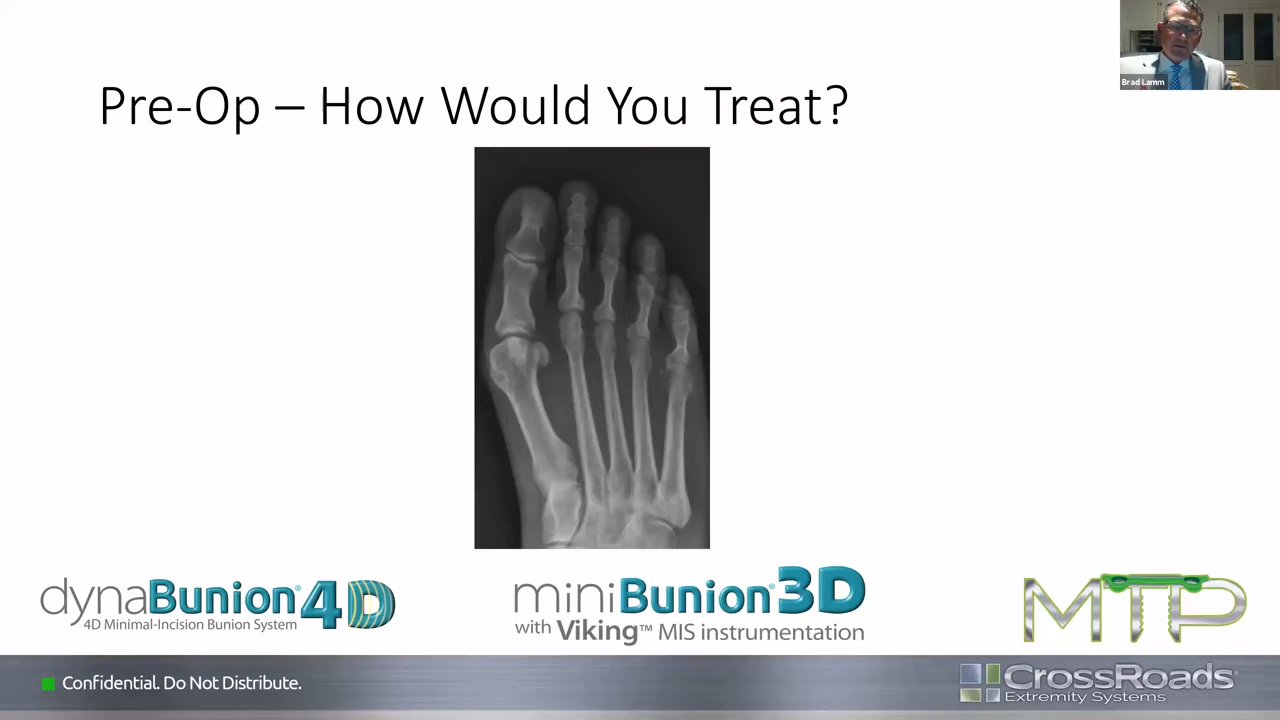 Brad Lamm
Pre-Op – How Would You Treat?
dynaBunion® 4D
4D Minimal-Incision Bunion System
miniBunion® 3D
with Viking™ MIS instrumentation
MTP
Confidential. Do Not Distribute.
CrossRoads®
Extremity Systems